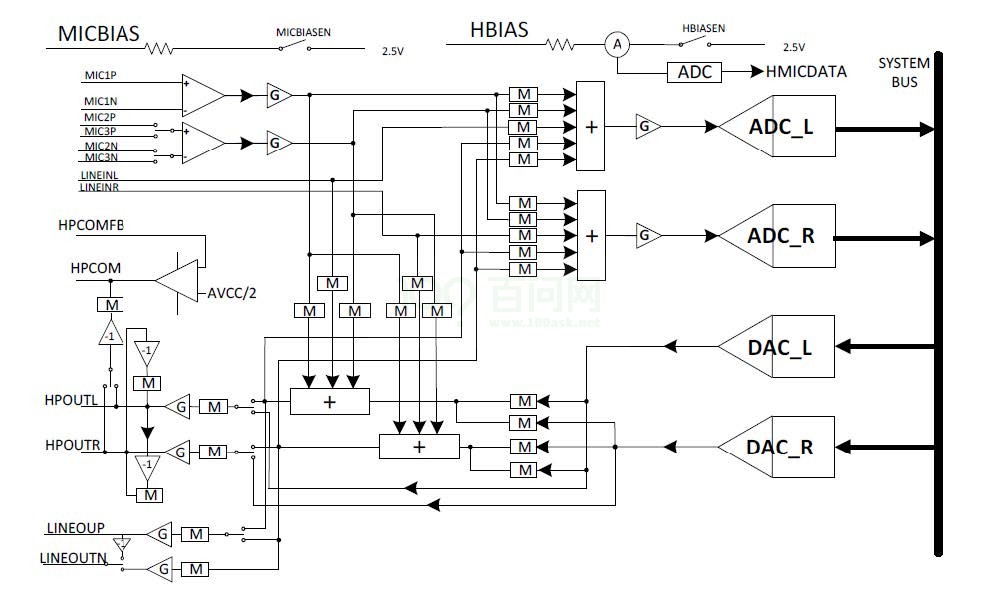 MICBIAS
MICBIASEN
2.5V
HBIAS
A
HBIASEN
2.5V
ADC
HMICDATA
SYSTEM
BUS
MIC1P
MIC1N
MIC2P
MIC3P
MIC2N
MIC3N
LINEINL
LINEINR
+
-
+
-
G
G
M
M
M
M
M
+
G
ADC_L
M
M
M
M
M
+
G
ADC_R
HPCOMFB
HPCOM
AVCC/2
M
-1
-1
M
M
M
M
M
M
M
百问网
www.100ask.net
DAC_L
HPOUTL
G
M
+
M
M
HPOUTR
G
M
+
M
M
DAC_R
-1
M
LINEOUP
G
M
-1
LINEOUTN
G
M